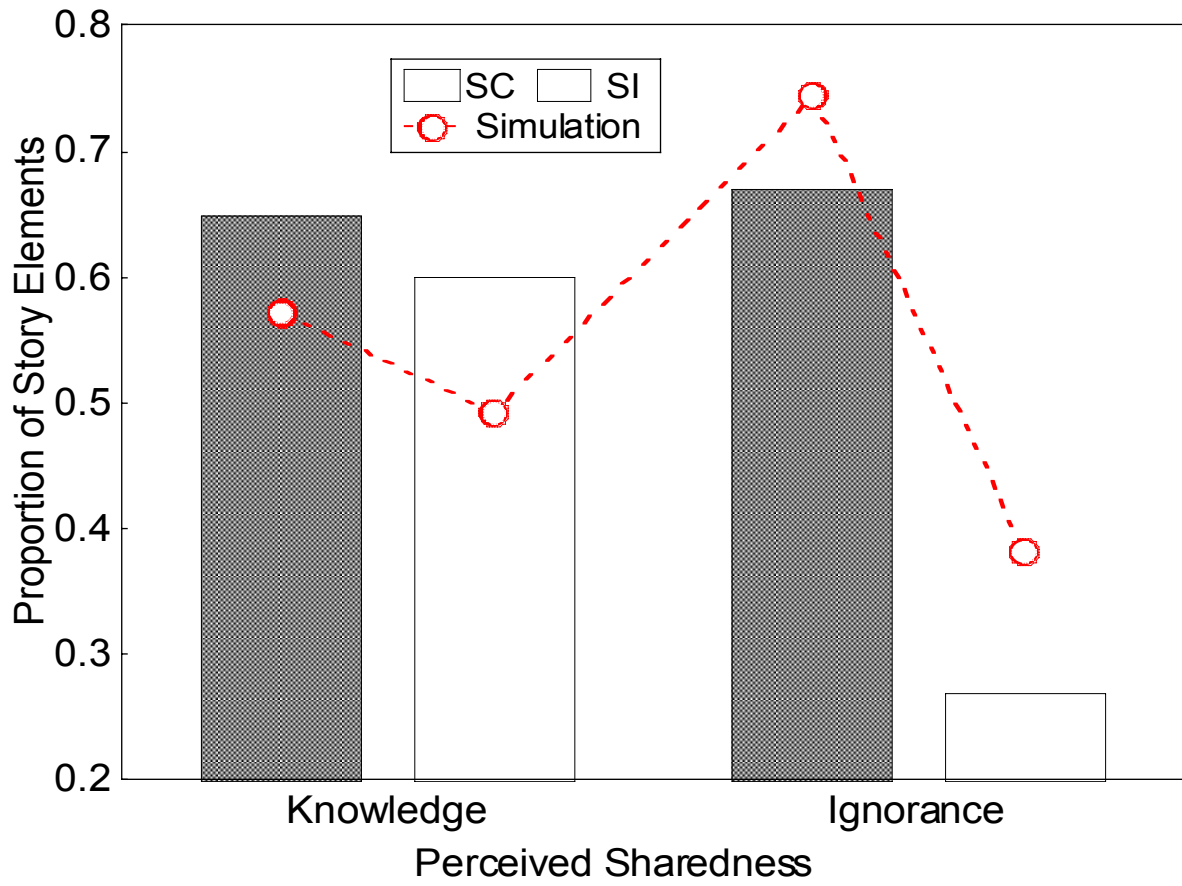 0.8
0.7
0.6
0.5
0.4
0.3
0.2
Proportion of Story Elements
SC SI
Simulation
Knowledge Ignorance
Perceived Sharedness